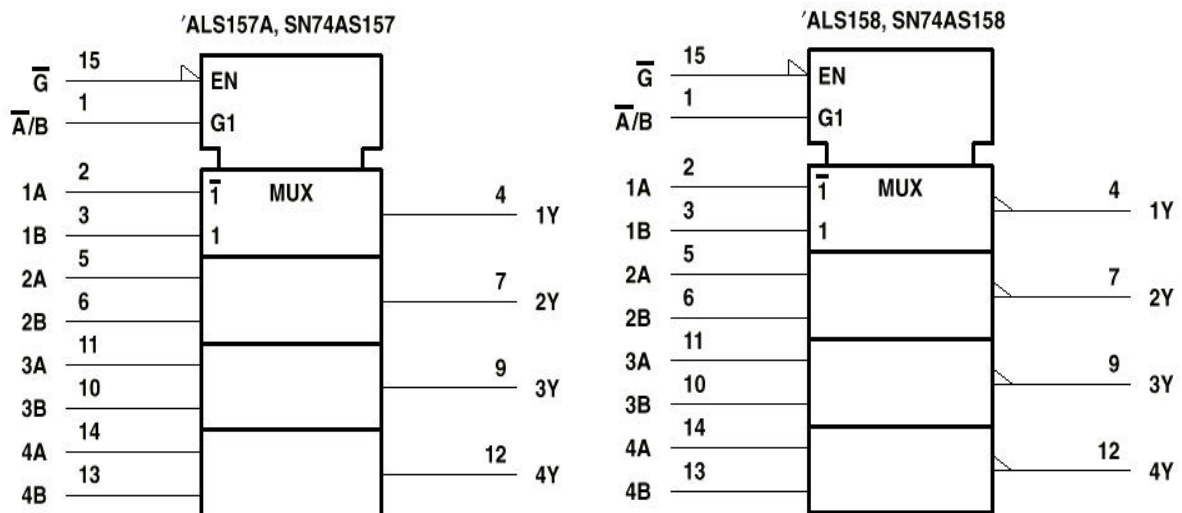 'ALS157A, SN74AS157
G̅ 15 EN
A̅/B 1 G1
MUX
1A 2 1̅
1B 3 1
4 1Y
2A 5
2B 6
7 2Y
3A 11
3B 10
9 3Y
4A 14
4B 13
12 4Y
'ALS158, SN74AS158
G̅ 15 EN
A̅/B 1 G1
MUX
1A 2 1̅
1B 3 1
4 1Y
2A 5
2B 6
7 2Y
3A 11
3B 10
9 3Y
4A 14
4B 13
12 4Y